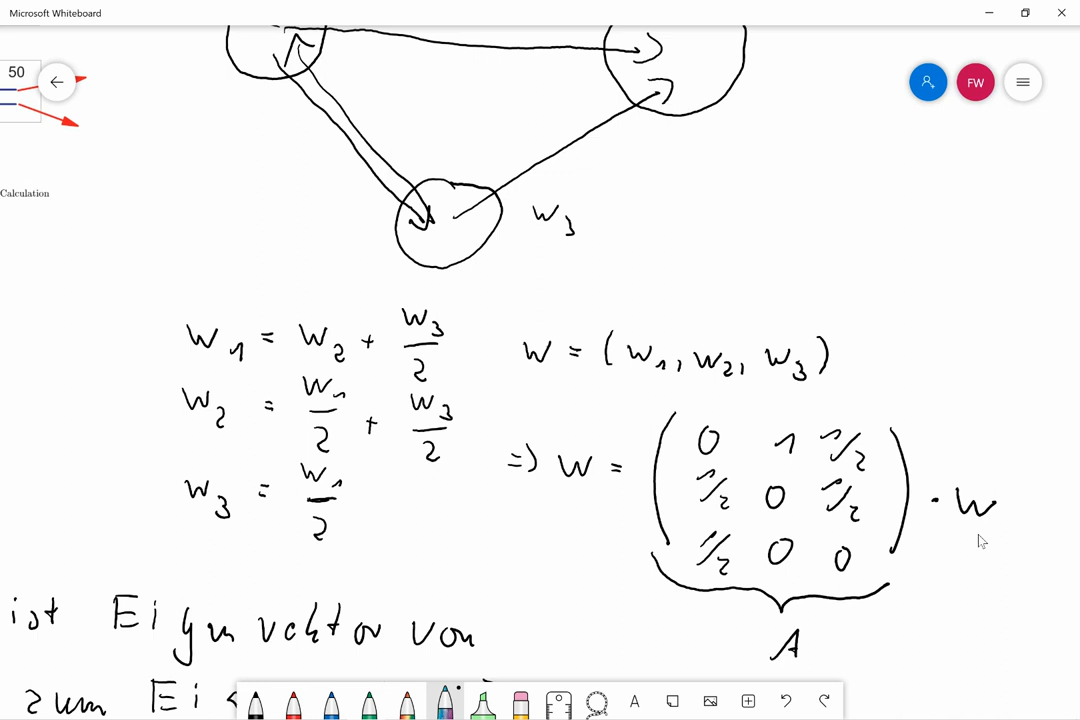 Microsoft Whiteboard
50
FW
Calculation
w₃
w₁ = w₂ + w₃/2
w = (w₁, w₂, w₃)
w₂ = w₁/2 + w₃/2
=> w = ( 0 1 1/2
1/2 0 1/2
1/2 0 0 ) · w
w₃ = w₁/2
A
ist Eigenvektor von
zum Ei
A